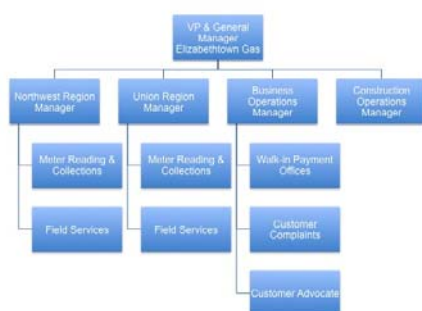 VP & General
Manager
Elizabethtown Gas
Northwest Region
Manager
Union Region
Manager
Business
Operations
Manager
Construction
Operations
Manager
Meter Reading &
Collections
Meter Reading &
Collections
Walk-in Payment
Offices
Field Services
Field Services
Customer
Complaints
Customer Advocate